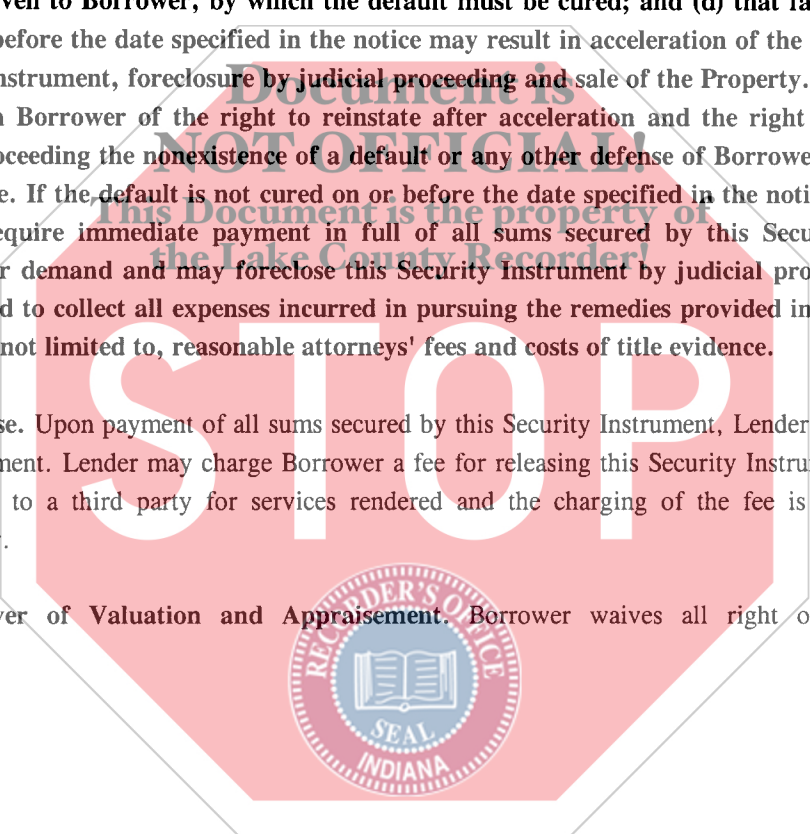 ven to Borrower, by which the default must be cured; and (d) that fa
before the date specified in the notice may result in acceleration of the
nstrument, foreclosure by judicial proceeding and sale of the Property.
Document is
n Borrower of the right to reinstate after acceleration and the right
NOT OFFICIAL!
oceeding the nonexistence of a default or any other defense of Borrowe
e. If the default is not cured on or before the date specified in the noti
This Document is the property of
equire immediate payment in full of all sums secured by this Secu
the Lake County Recorder!
r demand and may foreclose this Security Instrument by judicial pro
d to collect all expenses incurred in pursuing the remedies provided in
not limited to, reasonable attorneys' fees and costs of title evidence.
STOP
se. Upon payment of all sums secured by this Security Instrument, Lender
ment. Lender may charge Borrower a fee for releasing this Security Instru
to a third party for services rendered and the charging of the fee is
.
ver of Valuation and Appraisement. Borrower waives all right o
RECORDER'S OFFICE
SEAL
INDIANA